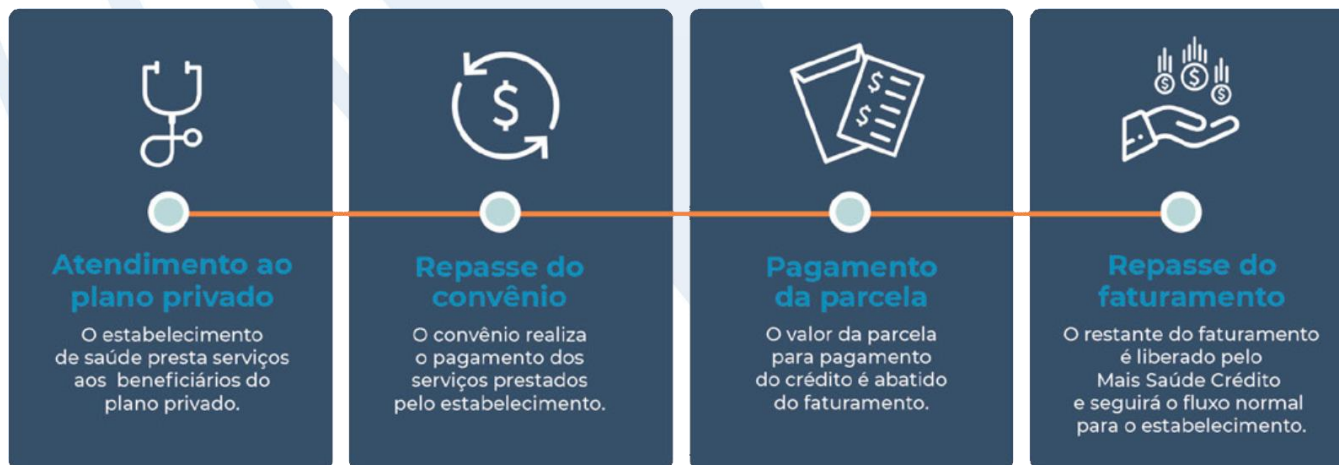 Atendimento ao
plano privado
O estabelecimento
de saúde presta serviços
aos beneficiários do
plano privado.
Repasse do
convênio
O convênio realiza
o pagamento dos
serviços prestados
pelo estabelecimento.
Pagamento
da parcela
O valor da parcela
para pagamento
do crédito é abatido
do faturamento.
Repasse do
faturamento
O restante do faturamento
é liberado pelo
Mais Saúde Crédito
e seguirá o fluxo normal
para o estabelecimento.